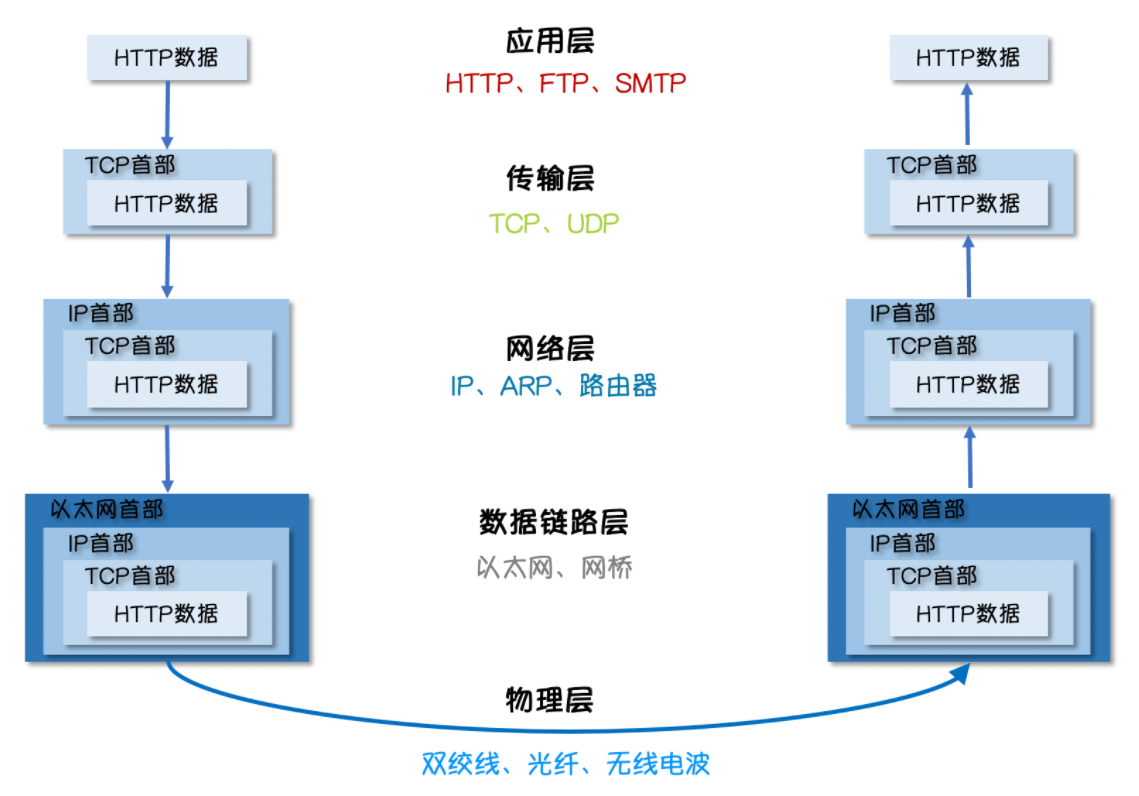 应用层
HTTP、FTP、SMTP
HTTP数据
HTTP数据
传输层
TCP、UDP
TCP首部
HTTP数据
TCP首部
HTTP数据
网络层
IP、ARP、路由器
IP首部
TCP首部
HTTP数据
IP首部
TCP首部
HTTP数据
数据链路层
以太网、网桥
以太网首部
IP首部
TCP首部
HTTP数据
以太网首部
IP首部
TCP首部
HTTP数据
物理层
双绞线、光纤、无线电波